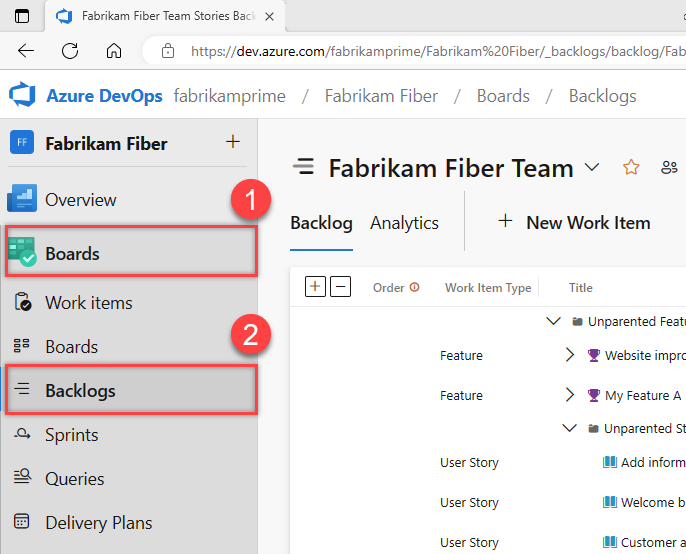 Fabrikam Fiber Team Stories Back
https://dev.azure.com/fabrikamprime/Fabrikam%20Fiber/_backlogs/backlog/Fab
Azure DevOps fabrikamprime / Fabrikam Fiber / Boards / Backlogs
FF Fabrikam Fiber +
Fabrikam Fiber Team
Overview
1
Backlog Analytics + New Work Item
Boards
Order Work Item Type Title
Work items
Unparented Featu
2
Boards
Feature Website impro
Backlogs
Feature My Feature A
Sprints
Unparented St
User Story Add inform
Queries
User Story Welcome b
Delivery Plans
User Story Customer a